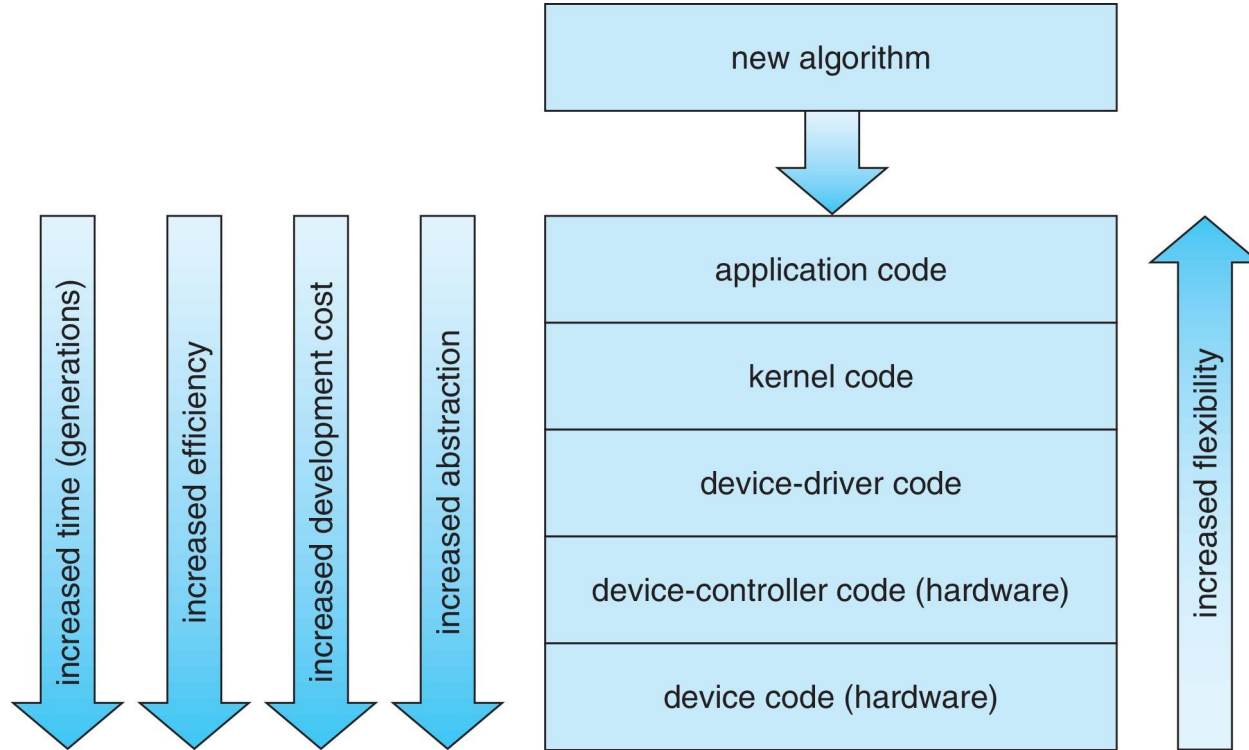 new algorithm
application code
kernel code
device-driver code
device-controller code (hardware)
device code (hardware)
increased time (generations)
increased efficiency
increased development cost
increased abstraction
increased flexibility